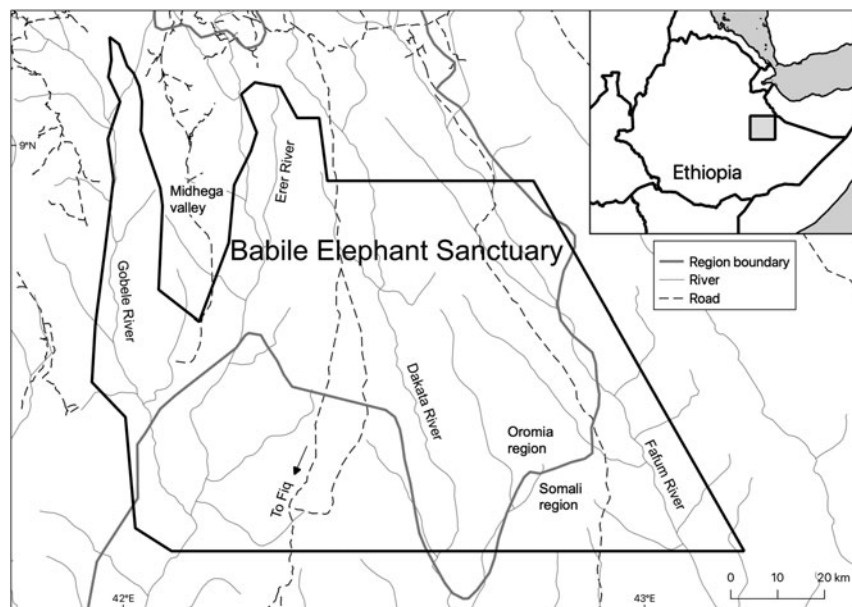 9°N
Midhega
valley
Erer River
Gobele River
Babile Elephant Sanctuary
Ethiopia
Region boundary
River
Road
Dakata River
Oromia
region
Somali
region
Fafum River
To Fiq
42°E
43°E
0 10 20 km